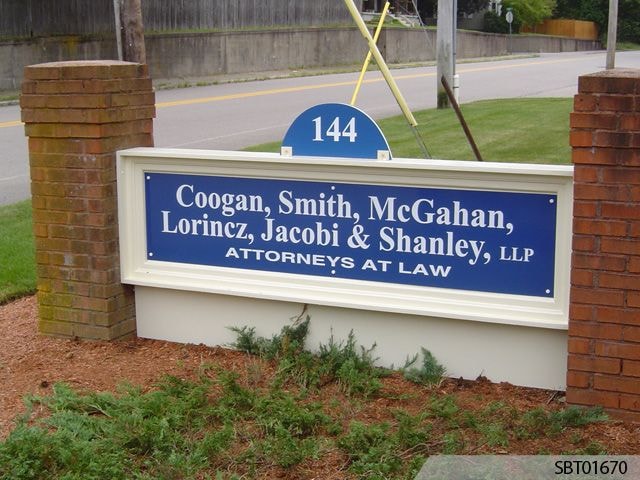 144
Coogan, Smith, McGahan,
Lorincz, Jacobi & Shanley, LLP
ATTORNEYS AT LAW
SBT01670